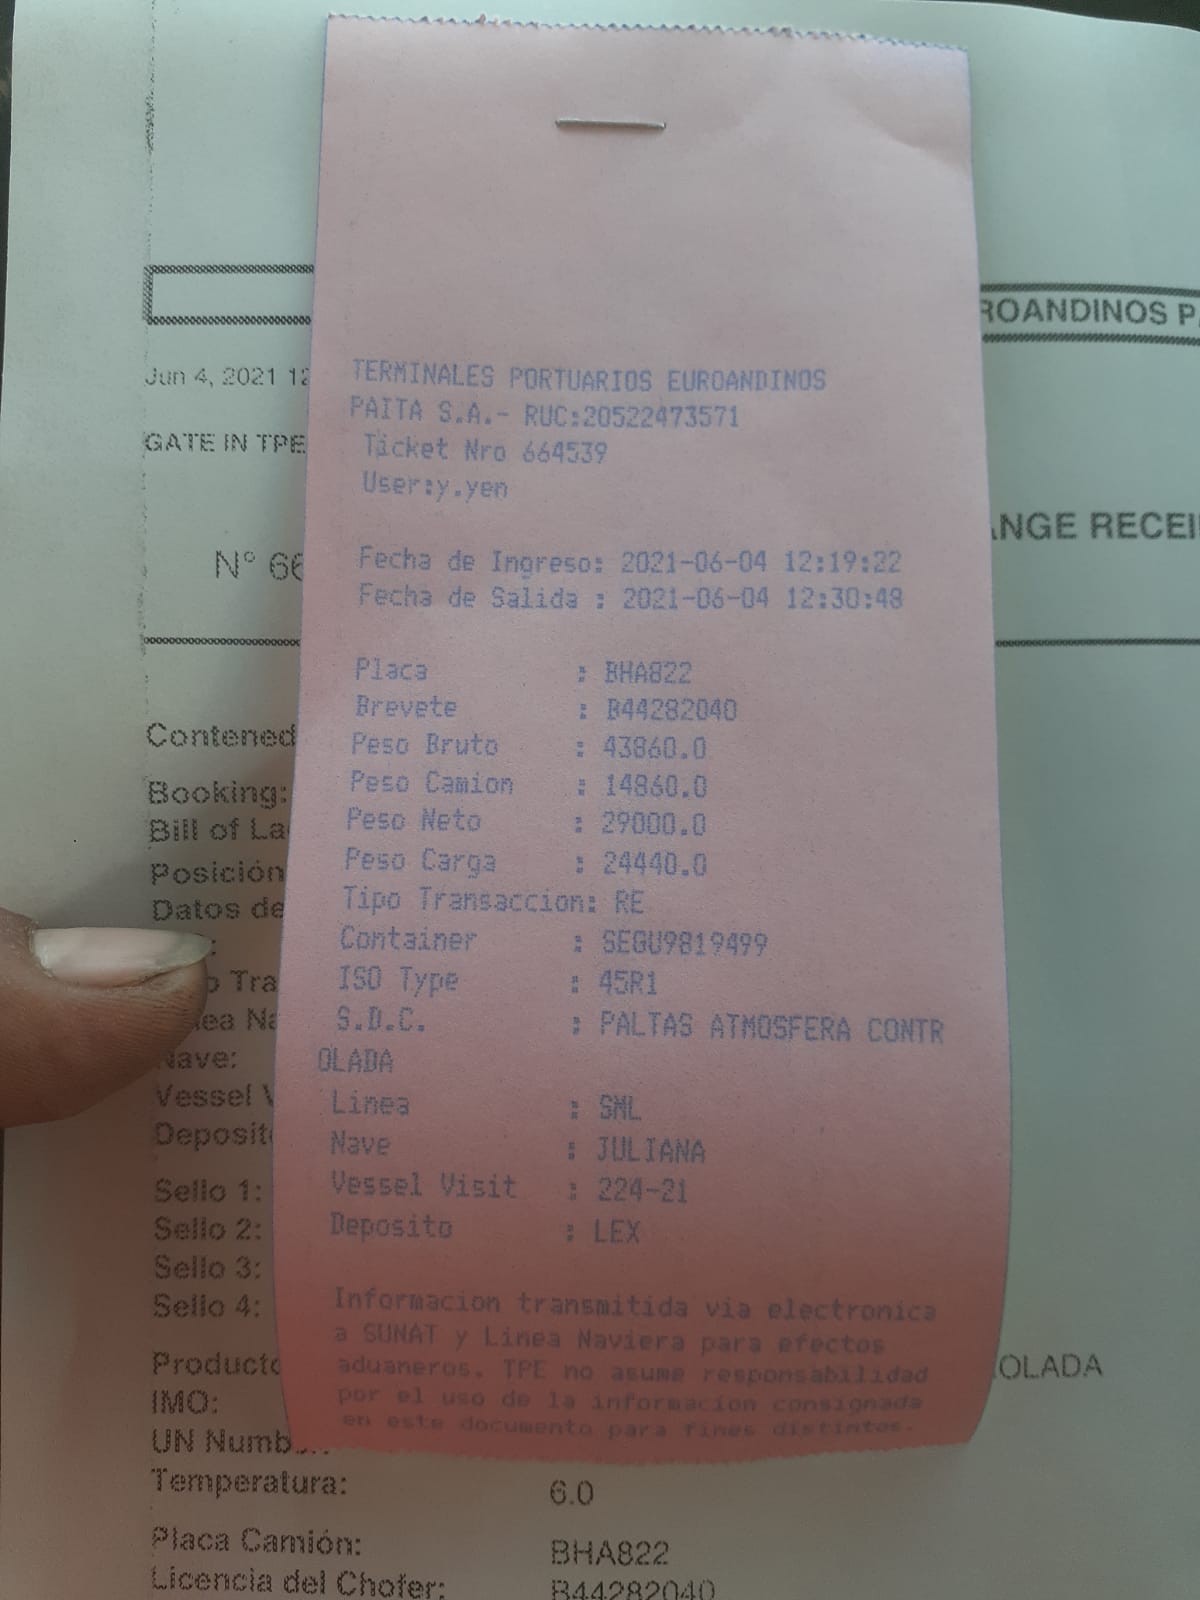 TERMINALES PORTUARIOS EUROANDINOS
PAITA S.A.- RUC:20522473571
Ticket Nro 664539
User:y.yen
Fecha de Ingreso: 2021-06-04 12:19:22
Fecha de Salida : 2021-06-04 12:30:48
Placa : BHA822
Brevete : B44282040
Peso Bruto : 43860.0
Peso Camion : 14860.0
Peso Neto : 29000.0
Peso Carga : 24440.0
Tipo Transaccion: RE
Container : SEGU9819499
ISO Type : 45R1
S.D.C. : PALTAS ATMOSFERA CONTR
OLADA
Linea : SML
Nave : JULIANA
Vessel Visit : 224-21
Deposito : LEX
Informacion transmitida via electronica
a SUNAT y Linea Naviera para efectos
aduaneros. TPE no asume responsabilidad
por el uso de la informacion consignada
en este documento para fines distintos.
ROANDINOS P
Jun 4, 2021 12
GATE IN TPE
ANGE RECEI
N° 66
Contened
Booking:
Bill of La
Posición
Datos de
Tra
ea Na
Nave:
Vessel V
Deposit
Sello 1:
Sello 2:
Sello 3:
Sello 4:
Producto OLADA
IMO:
UN Numb
Temperatura: 6.0
Placa Camión: BHA822
Licencia del Chofer: B44282040